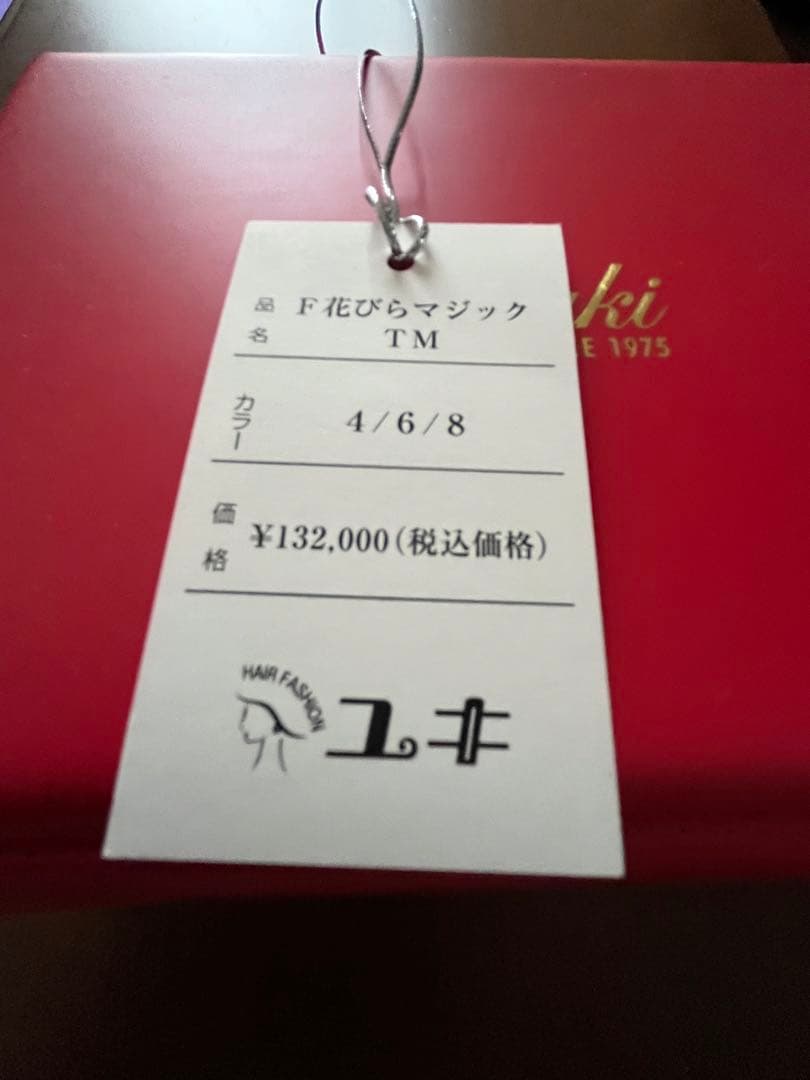 品名 F花びらマジック
TM
カラー 4/6/8
価格 ¥132,000(税込価格)
HAIR FASHION
ユキ
ki
E 1975